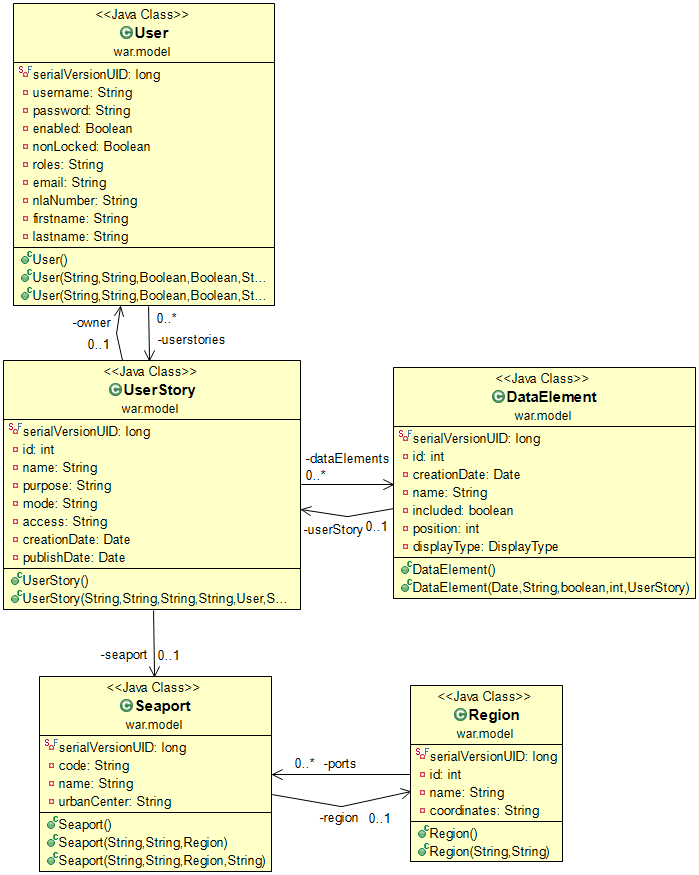 <<Java Class>>
User
war.model
serialVersionUID: long
username: String
password: String
enabled: Boolean
nonLocked: Boolean
roles: String
email: String
nlaNumber: String
firstname: String
lastname: String
User()
User(String,String,Boolean,Boolean,St...
User(String,String,Boolean,Boolean,St...
-owner
0..1
0..*
-userstories
<<Java Class>>
UserStory
war.model
serialVersionUID: long
id: int
name: String
purpose: String
mode: String
access: String
creationDate: Date
publishDate: Date
UserStory()
UserStory(String,String,String,String,User,S...
-dataElements
0..*
-userStory 0..1
<<Java Class>>
DataElement
war.model
serialVersionUID: long
id: int
creationDate: Date
name: String
included: boolean
position: int
displayType: DisplayType
DataElement()
DataElement(Date,String,boolean,int,UserStory)
-seaport 0..1
<<Java Class>>
Seaport
war.model
serialVersionUID: long
code: String
name: String
urbanCenter: String
Seaport()
Seaport(String,String,Region)
Seaport(String,String,Region,String)
0..* -ports
-region 0..1
<<Java Class>>
Region
war.model
serialVersionUID: long
id: int
name: String
coordinates: String
Region()
Region(String,String)